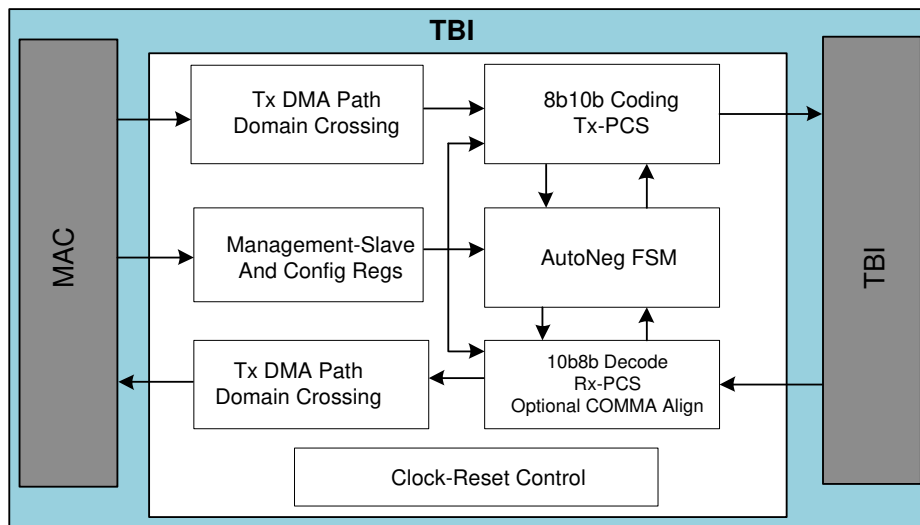 TBI
MAC
Tx DMA Path
Domain Crossing
8b10b Coding
Tx-PCS
Management-Slave
And Config Regs
AutoNeg FSM
Tx DMA Path
Domain Crossing
10b8b Decode
Rx-PCS
Optional COMMA Align
Clock-Reset Control
TBI